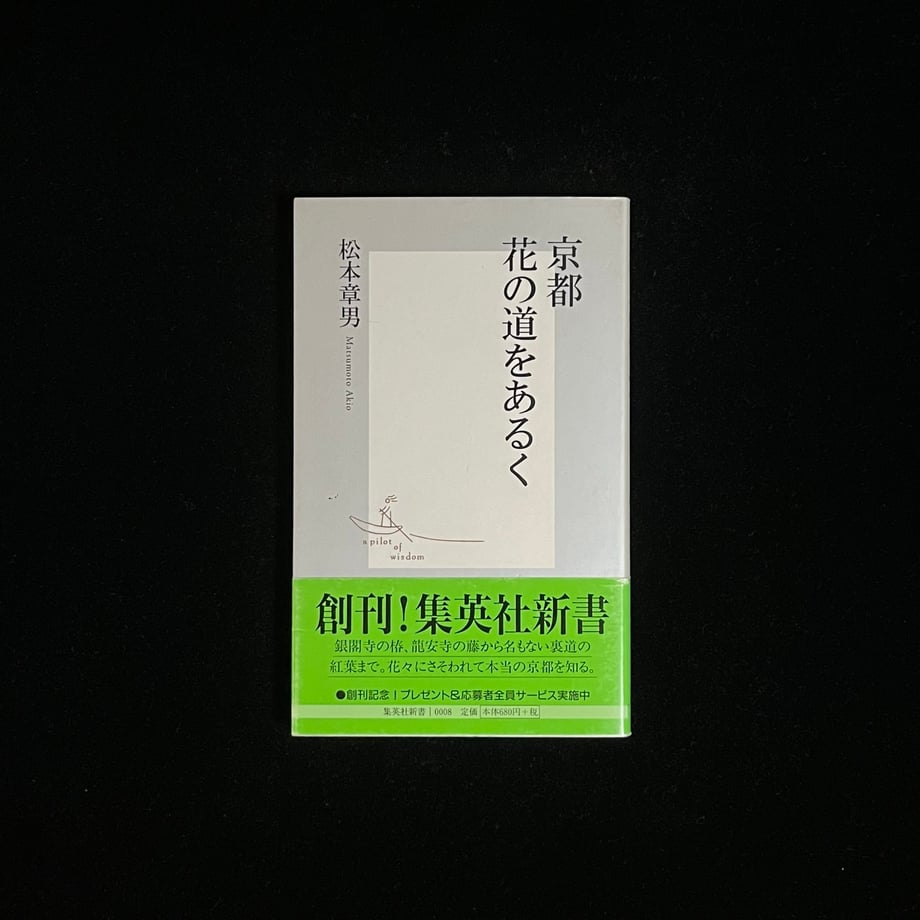 京都
花の道をあるく
松本章男
Matsumoto Akio
a pilot
of
wisdom
創刊!集英社新書
銀閣寺の椿、龍安寺の藤から名もない裏道の
紅葉まで。花々にさそわれて本当の京都を知る。
●創刊記念!プレゼント&応募者全員サービス実施中
集英社新書|0008 定価 本体680円+税